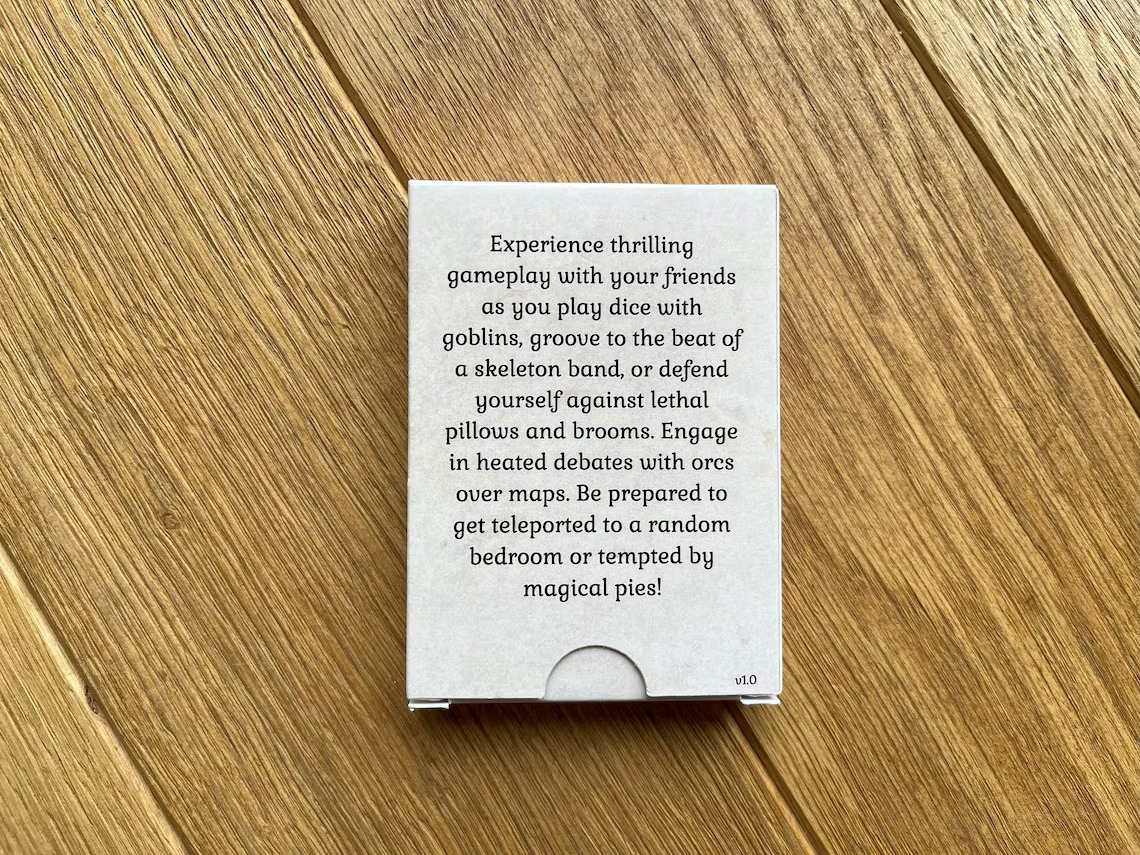 Experience thrilling
gameplay with your friends
as you play dice with
goblins, groove to the beat of
a skeleton band, or defend
yourself against lethal
pillows and brooms. Engage
in heated debates with orcs
over maps. Be prepared to
get teleported to a random
bedroom or tempted by
magical pies!
v1.0